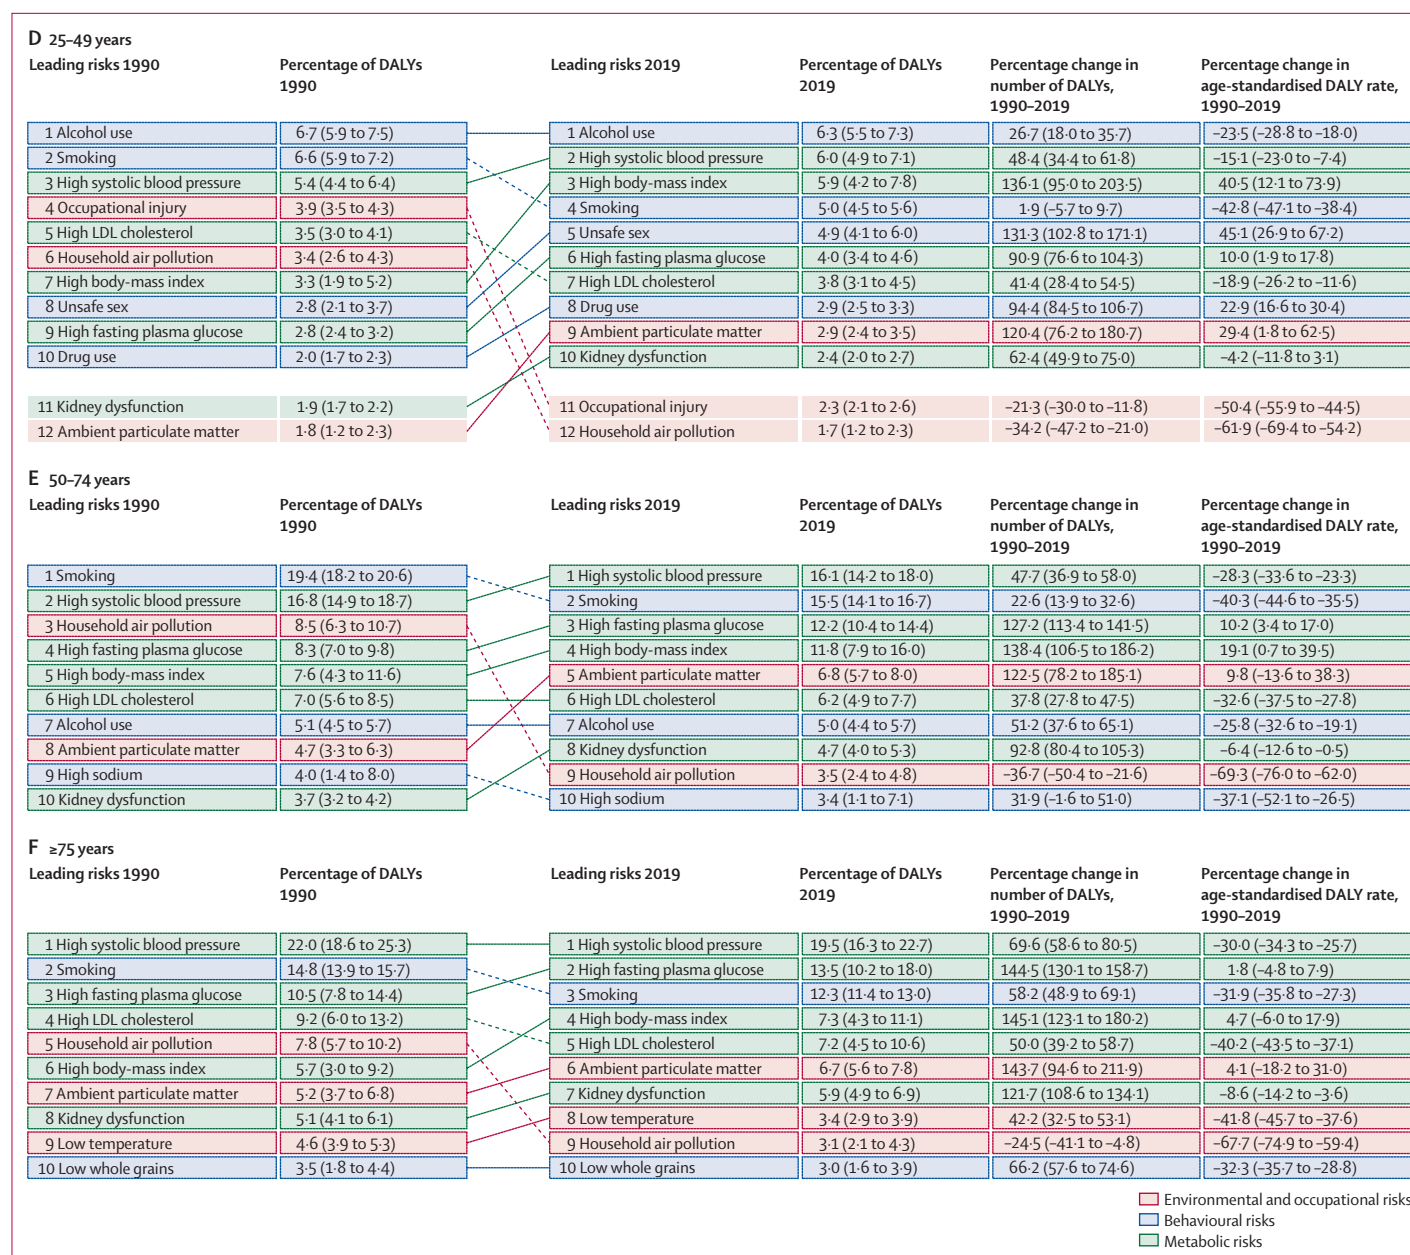 D 25–49 years
Leading risks 1990 Percentage of DALYs 1990 Leading risks 2019 Percentage of DALYs 2019 Percentage change in number of DALYs, 1990–2019 Percentage change in age-standardised DALY rate, 1990–2019
1 Alcohol use 6·7 (5·9 to 7·5) 1 Alcohol use 6·3 (5·5 to 7·3) 26·7 (18·0 to 35·7) –23·5 (–28·8 to –18·0)
2 Smoking 6·6 (5·9 to 7·2) 2 High systolic blood pressure 6·0 (4·9 to 7·1) 48·4 (34·4 to 61·8) –15·1 (–23·0 to –7·4)
3 High systolic blood pressure 5·4 (4·4 to 6·4) 3 High body-mass index 5·9 (4·2 to 7·8) 136·1 (95·0 to 203·5) 40·5 (12·1 to 73·9)
4 Occupational injury 3·9 (3·5 to 4·3) 4 Smoking 5·0 (4·5 to 5·6) 1·9 (–5·7 to 9·7) –42·8 (–47·1 to –38·4)
5 High LDL cholesterol 3·5 (3·0 to 4·1) 5 Unsafe sex 4·9 (4·1 to 6·0) 131·3 (102·8 to 171·1) 45·1 (26·9 to 67·2)
6 Household air pollution 3·4 (2·6 to 4·3) 6 High fasting plasma glucose 4·0 (3·4 to 4·6) 90·9 (76·6 to 104·3) 10·0 (1·9 to 17·8)
7 High body-mass index 3·3 (1·9 to 5·2) 7 High LDL cholesterol 3·8 (3·1 to 4·5) 41·4 (28·4 to 54·5) –18·9 (–26·2 to –11·6)
8 Unsafe sex 2·8 (2·1 to 3·7) 8 Drug use 2·9 (2·5 to 3·3) 94·4 (84·5 to 106·7) 22·9 (16·6 to 30·4)
9 High fasting plasma glucose 2·8 (2·4 to 3·2) 9 Ambient particulate matter 2·9 (2·4 to 3·5) 120·4 (76·2 to 180·7) 29·4 (1·8 to 62·5)
10 Drug use 2·0 (1·7 to 2·3) 10 Kidney dysfunction 2·4 (2·0 to 2·7) 62·4 (49·9 to 75·0) –4·2 (–11·8 to 3·1)
11 Kidney dysfunction 1·9 (1·7 to 2·2) 11 Occupational injury 2·3 (2·1 to 2·6) –21·3 (–30·0 to –11·8) –50·4 (–55·9 to –44·5)
12 Ambient particulate matter 1·8 (1·2 to 2·3) 12 Household air pollution 1·7 (1·2 to 2·3) –34·2 (–47·2 to –21·0) –61·9 (–69·4 to –54·2)
E 50–74 years
Leading risks 1990 Percentage of DALYs 1990 Leading risks 2019 Percentage of DALYs 2019 Percentage change in number of DALYs, 1990–2019 Percentage change in age-standardised DALY rate, 1990–2019
1 Smoking 19·4 (18·2 to 20·6) 1 High systolic blood pressure 16·1 (14·2 to 18·0) 47·7 (36·9 to 58·0) –28·3 (–33·6 to –23·3)
2 High systolic blood pressure 16·8 (14·9 to 18·7) 2 Smoking 15·5 (14·1 to 16·7) 22·6 (13·9 to 32·6) –40·3 (–44·6 to –35·5)
3 Household air pollution 8·5 (6·3 to 10·7) 3 High fasting plasma glucose 12·2 (10·4 to 14·4) 127·2 (113·4 to 141·5) 10·2 (3·4 to 17·0)
4 High fasting plasma glucose 8·3 (7·0 to 9·8) 4 High body-mass index 11·8 (7·9 to 16·0) 138·4 (106·5 to 186·2) 19·1 (0·7 to 39·5)
5 High body-mass index 7·6 (4·3 to 11·6) 5 Ambient particulate matter 6·8 (5·7 to 8·0) 122·5 (78·2 to 185·1) 9·8 (–13·6 to 38·3)
6 High LDL cholesterol 7·0 (5·6 to 8·5) 6 High LDL cholesterol 6·2 (4·9 to 7·7) 37·8 (27·8 to 47·5) –32·6 (–37·5 to –27·8)
7 Alcohol use 5·1 (4·5 to 5·7) 7 Alcohol use 5·0 (4·4 to 5·7) 51·2 (37·6 to 65·1) –25·8 (–32·6 to –19·1)
8 Ambient particulate matter 4·7 (3·3 to 6·3) 8 Kidney dysfunction 4·7 (4·0 to 5·3) 92·8 (80·4 to 105·3) –6·4 (–12·6 to –0·5)
9 High sodium 4·0 (1·4 to 8·0) 9 Household air pollution 3·5 (2·4 to 4·8) –36·7 (–50·4 to –21·6) –69·3 (–76·0 to –62·0)
10 Kidney dysfunction 3·7 (3·2 to 4·2) 10 High sodium 3·4 (1·1 to 7·1) 31·9 (–1·6 to 51·0) –37·1 (–52·1 to –26·5)
F ≥75 years
Leading risks 1990 Percentage of DALYs 1990 Leading risks 2019 Percentage of DALYs 2019 Percentage change in number of DALYs, 1990–2019 Percentage change in age-standardised DALY rate, 1990–2019
1 High systolic blood pressure 22·0 (18·6 to 25·3) 1 High systolic blood pressure 19·5 (16·3 to 22·7) 69·6 (58·6 to 80·5) –30·0 (–34·3 to –25·7)
2 Smoking 14·8 (13·9 to 15·7) 2 High fasting plasma glucose 13·5 (10·2 to 18·0) 144·5 (130·1 to 158·7) 1·8 (–4·8 to 7·9)
3 High fasting plasma glucose 10·5 (7·8 to 14·4) 3 Smoking 12·3 (11·4 to 13·0) 58·2 (48·9 to 69·1) –31·9 (–35·8 to –27·3)
4 High LDL cholesterol 9·2 (6·0 to 13·2) 4 High body-mass index 7·3 (4·3 to 11·1) 145·1 (123·1 to 180·2) 4·7 (–6·0 to 17·9)
5 Household air pollution 7·8 (5·7 to 10·2) 5 High LDL cholesterol 7·2 (4·5 to 10·6) 50·0 (39·2 to 58·7) –40·2 (–43·5 to –37·1)
6 High body-mass index 5·7 (3·0 to 9·2) 6 Ambient particulate matter 6·7 (5·6 to 7·8) 143·7 (94·6 to 211·9) 4·1 (–18·2 to 31·0)
7 Ambient particulate matter 5·2 (3·7 to 6·8) 7 Kidney dysfunction 5·9 (4·9 to 6·9) 121·7 (108·6 to 134·1) –8·6 (–14·2 to –3·6)
8 Kidney dysfunction 5·1 (4·1 to 6·1) 8 Low temperature 3·4 (2·9 to 3·9) 42·2 (32·5 to 53·1) –41·8 (–45·7 to –37·6)
9 Low temperature 4·6 (3·9 to 5·3) 9 Household air pollution 3·1 (2·1 to 4·3) –24·5 (–41·1 to –4·8) –67·7 (–74·9 to –59·4)
10 Low whole grains 3·5 (1·8 to 4·4) 10 Low whole grains 3·0 (1·6 to 3·9) 66·2 (57·6 to 74·6) –32·3 (–35·7 to –28·8)
Environmental and occupational risks
Behavioural risks
Metabolic risks